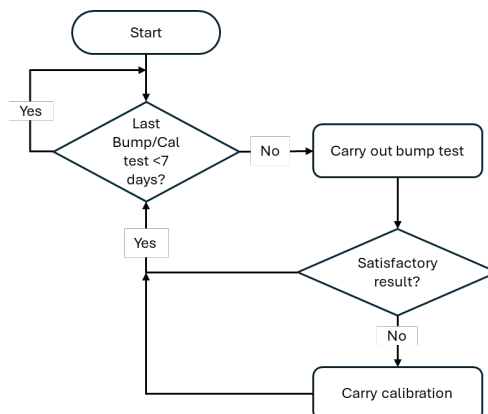 Start
Yes
Last
Bump/Cal
test <7
days?
No
Carry out bump test
Yes
Satisfactory
result?
No
Carry calibration